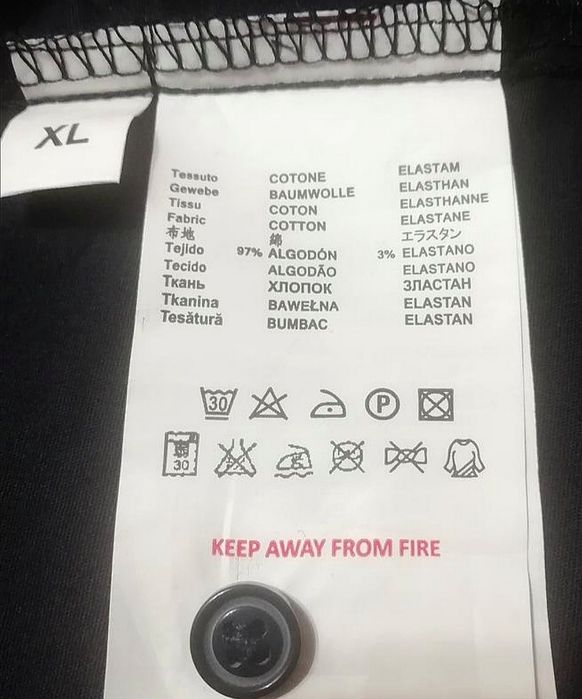 XL
Tessuto COTONE ELASTAM
Gewebe BAUMWOLLE ELASTHAN
Tissu COTON ELASTHANNE
Fabric COTTON ELASTANE
布地 綿 エラスタン
Tejido 97% ALGODÓN 3% ELASTANO
Tecido ALGODÃO ELASTANO
Ткань ХЛОПОК ЗЛАСТАН
Tkanina BAWEŁNA ELASTAN
Tesătură BUMBAC ELASTAN
30 P
30
KEEP AWAY FROM FIRE